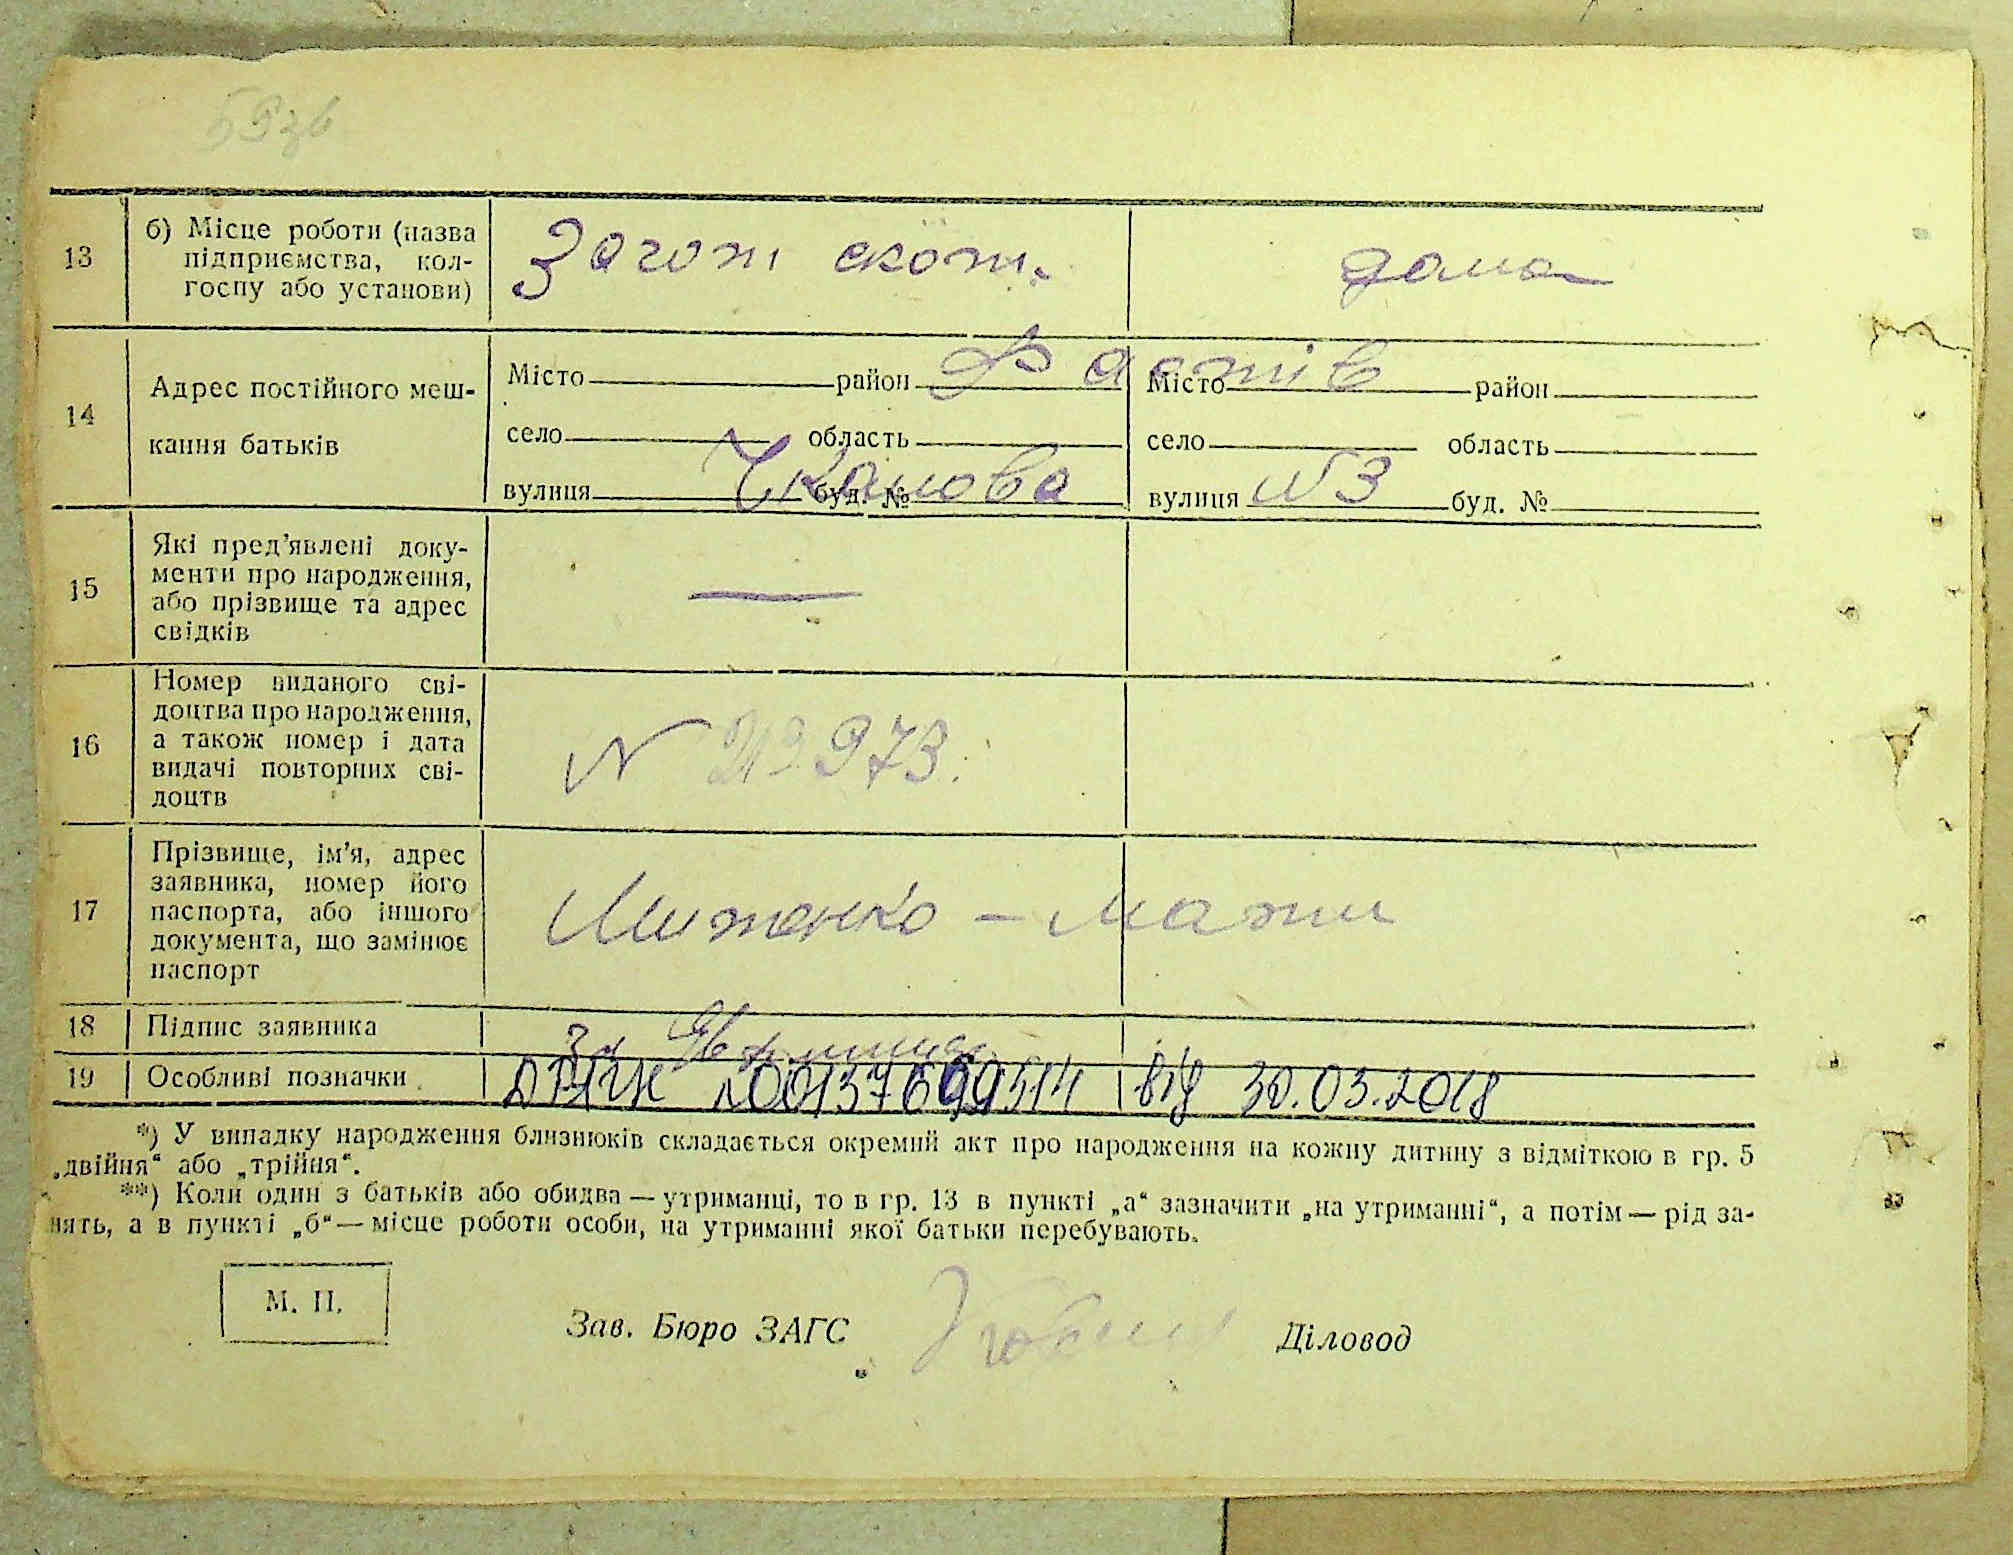 59зв
13
б) Місце роботи (назва
підприємства, кол-
госпу або установи)
Загот скот.
дома
14
Адрес постійного меш-
кання батьків
Місто район Фастів Місто район
село область село область
вулиця Чкалова буд. № вулиця N3 буд. №
15
Які пред’явлені доку-
менти про народження,
або прізвище та адрес
свідків
—
16
Номер виданого сві-
доцтва про народження,
а також номер і дата
видачі повторних сві-
доцтв
N 973.
17
Прізвище, ім’я, адрес
заявника, номер його
паспорта, або іншого
документа, що замінює
паспорт
— мати
18 Підпис заявника
За
19 Особливі позначки
00137699514 від 30.03.2018
*) У випадку народження близнюків складається окремий акт про народження на кожну дитину з відміткою в гр. 5
„двійня“ або „трійня“.
**) Коли один з батьків або обидва — утриманці, то в гр. 13 в пункті „а“ зазначити „на утриманні“, а потім — рід за-
нять, а в пункті „б“ — місце роботи особи, на утриманні якої батьки перебувають.
М. П.
Зав. Бюро ЗАГС
Діловод